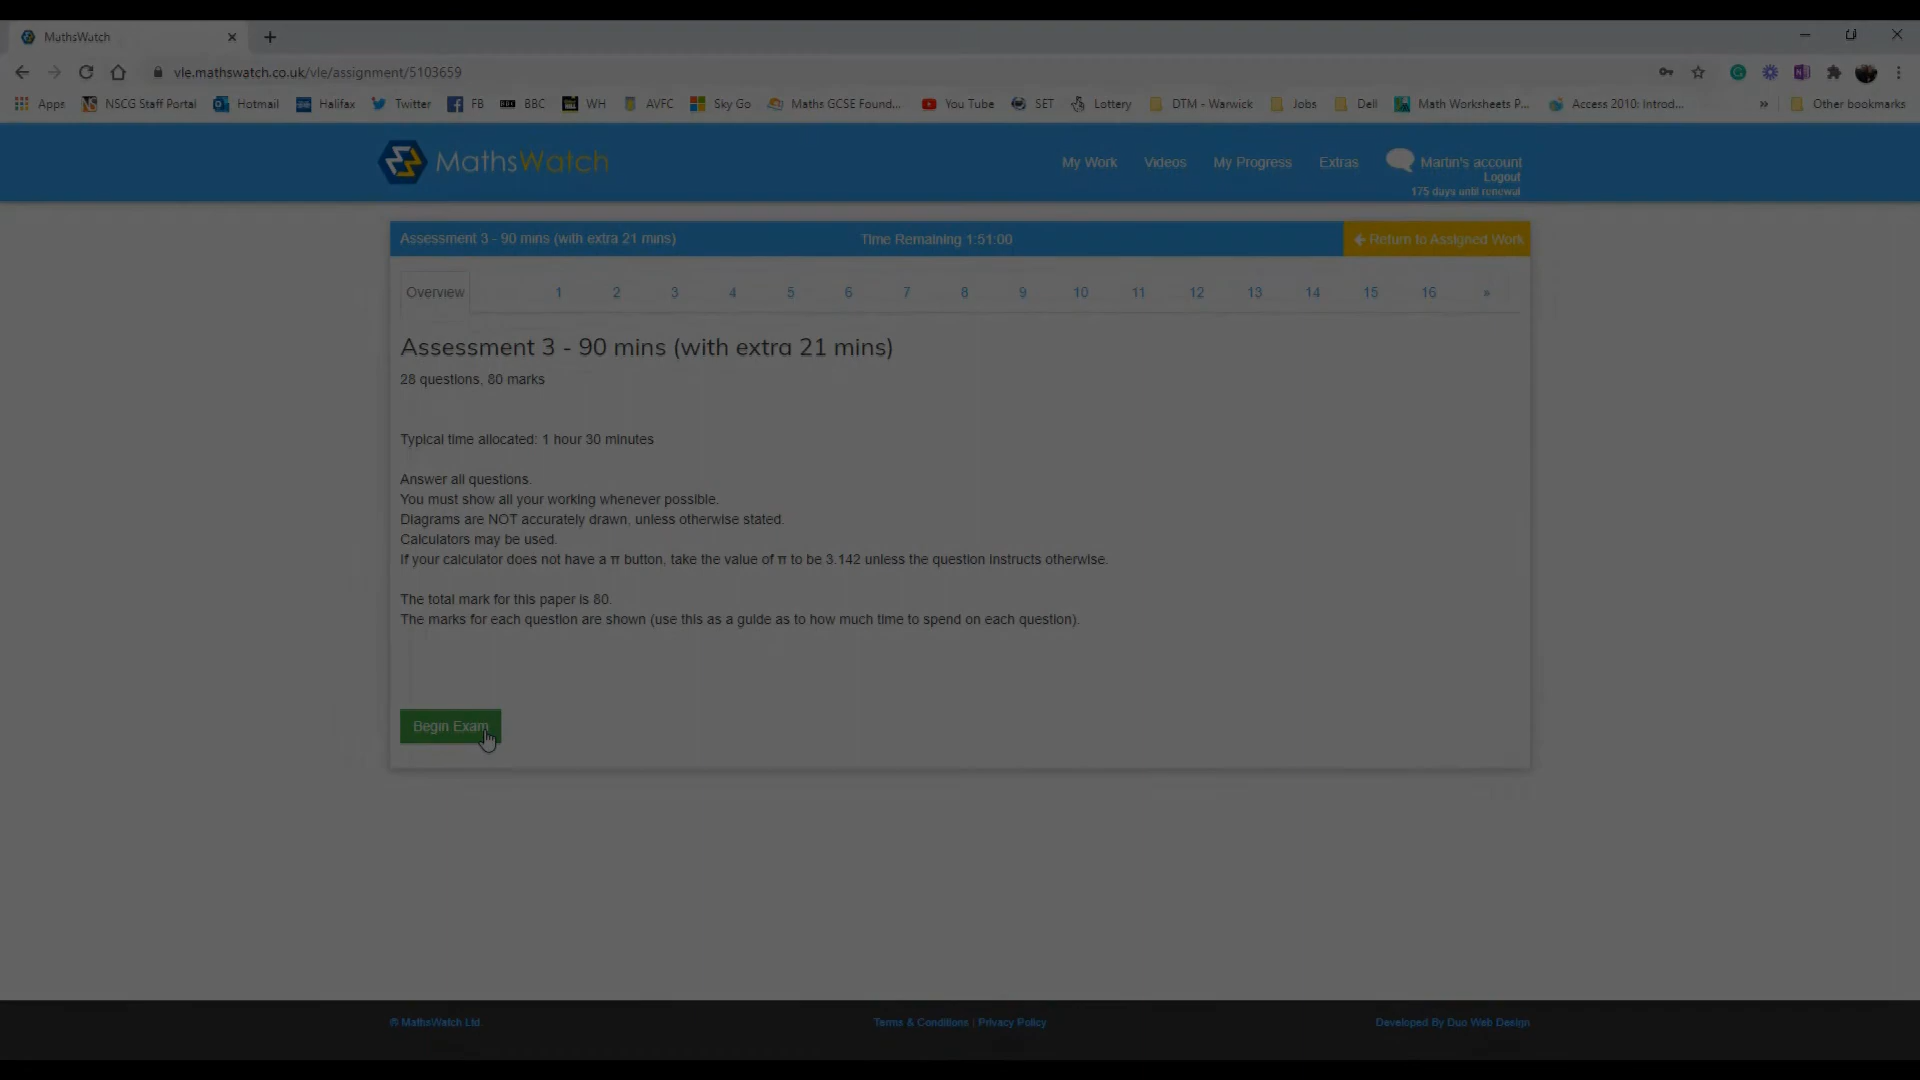 MathsWatch
vle.mathswatch.co.uk/vle/assignment/5103659
Apps NSCG Staff Portal Hotmail Halifax Twitter FB BBC WH AVFC Sky Go Maths GCSE Found... You Tube SET Lottery DTM - Warwick Jobs Dell Math Worksheets P... Access 2010: Introd... » Other bookmarks
MathsWatch
My Work Videos My Progress Extras Martin's account
Logout
175 days until renewal
Assessment 3 - 90 mins (with extra 21 mins) Time Remaining 1:51:00 Return to Assigned Work
Overview 1 2 3 4 5 6 7 8 9 10 11 12 13 14 15 16 »
Assessment 3 - 90 mins (with extra 21 mins)
28 questions, 80 marks
Typical time allocated: 1 hour 30 minutes
Answer all questions.
You must show all your working whenever possible.
Diagrams are NOT accurately drawn, unless otherwise stated.
Calculators may be used.
If your calculator does not have a π button, take the value of π to be 3.142 unless the question instructs otherwise.
The total mark for this paper is 80.
The marks for each question are shown (use this as a guide as to how much time to spend on each question).
Begin Exam
© MathsWatch Ltd. Terms & Conditions | Privacy Policy Developed By Duo Web Design